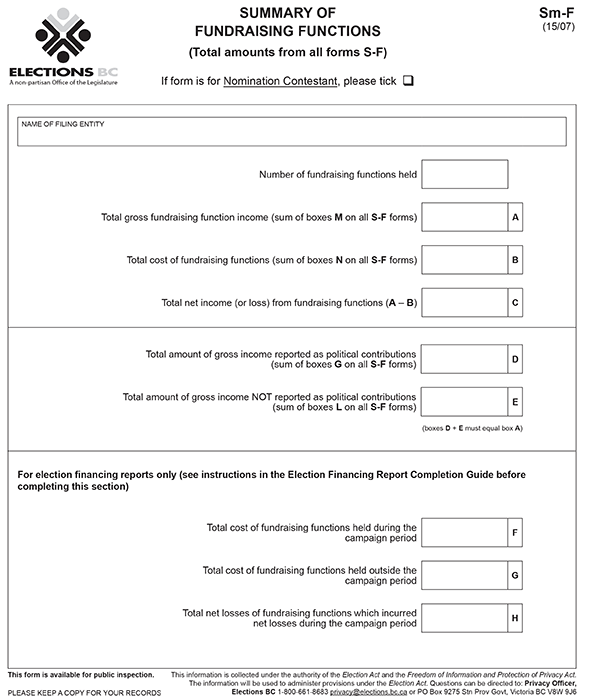 SUMMARY OF
FUNDRAISING FUNCTIONS
(Total amounts from all forms S-F)
Sm-F
(15/07)
ELECTIONS BC
A non-partisan Office of the Legislature
If form is for Nomination Contestant, please tick
NAME OF FILING ENTITY
Number of fundraising functions held
Total gross fundraising function income (sum of boxes M on all S-F forms) A
Total cost of fundraising functions (sum of boxes N on all S-F forms) B
Total net income (or loss) from fundraising functions (A – B) C
Total amount of gross income reported as political contributions
(sum of boxes G on all S-F forms) D
Total amount of gross income NOT reported as political contributions
(sum of boxes L on all S-F forms) E
(boxes D + E must equal box A)
For election financing reports only (see instructions in the Election Financing Report Completion Guide before
completing this section)
Total cost of fundraising functions held during the
campaign period F
Total cost of fundraising functions held outside the
campaign period G
Total net losses of fundraising functions which incurred
net losses during the campaign period H
This form is available for public inspection.
PLEASE KEEP A COPY FOR YOUR RECORDS
This information is collected under the authority of the Election Act and the Freedom of Information and Protection of Privacy Act.
The information will be used to administer provisions under the Election Act. Questions can be directed to: Privacy Officer,
Elections BC 1-800-661-8683 privacy@elections.bc.ca or PO Box 9275 Stn Prov Govt, Victoria BC V8W 9J6